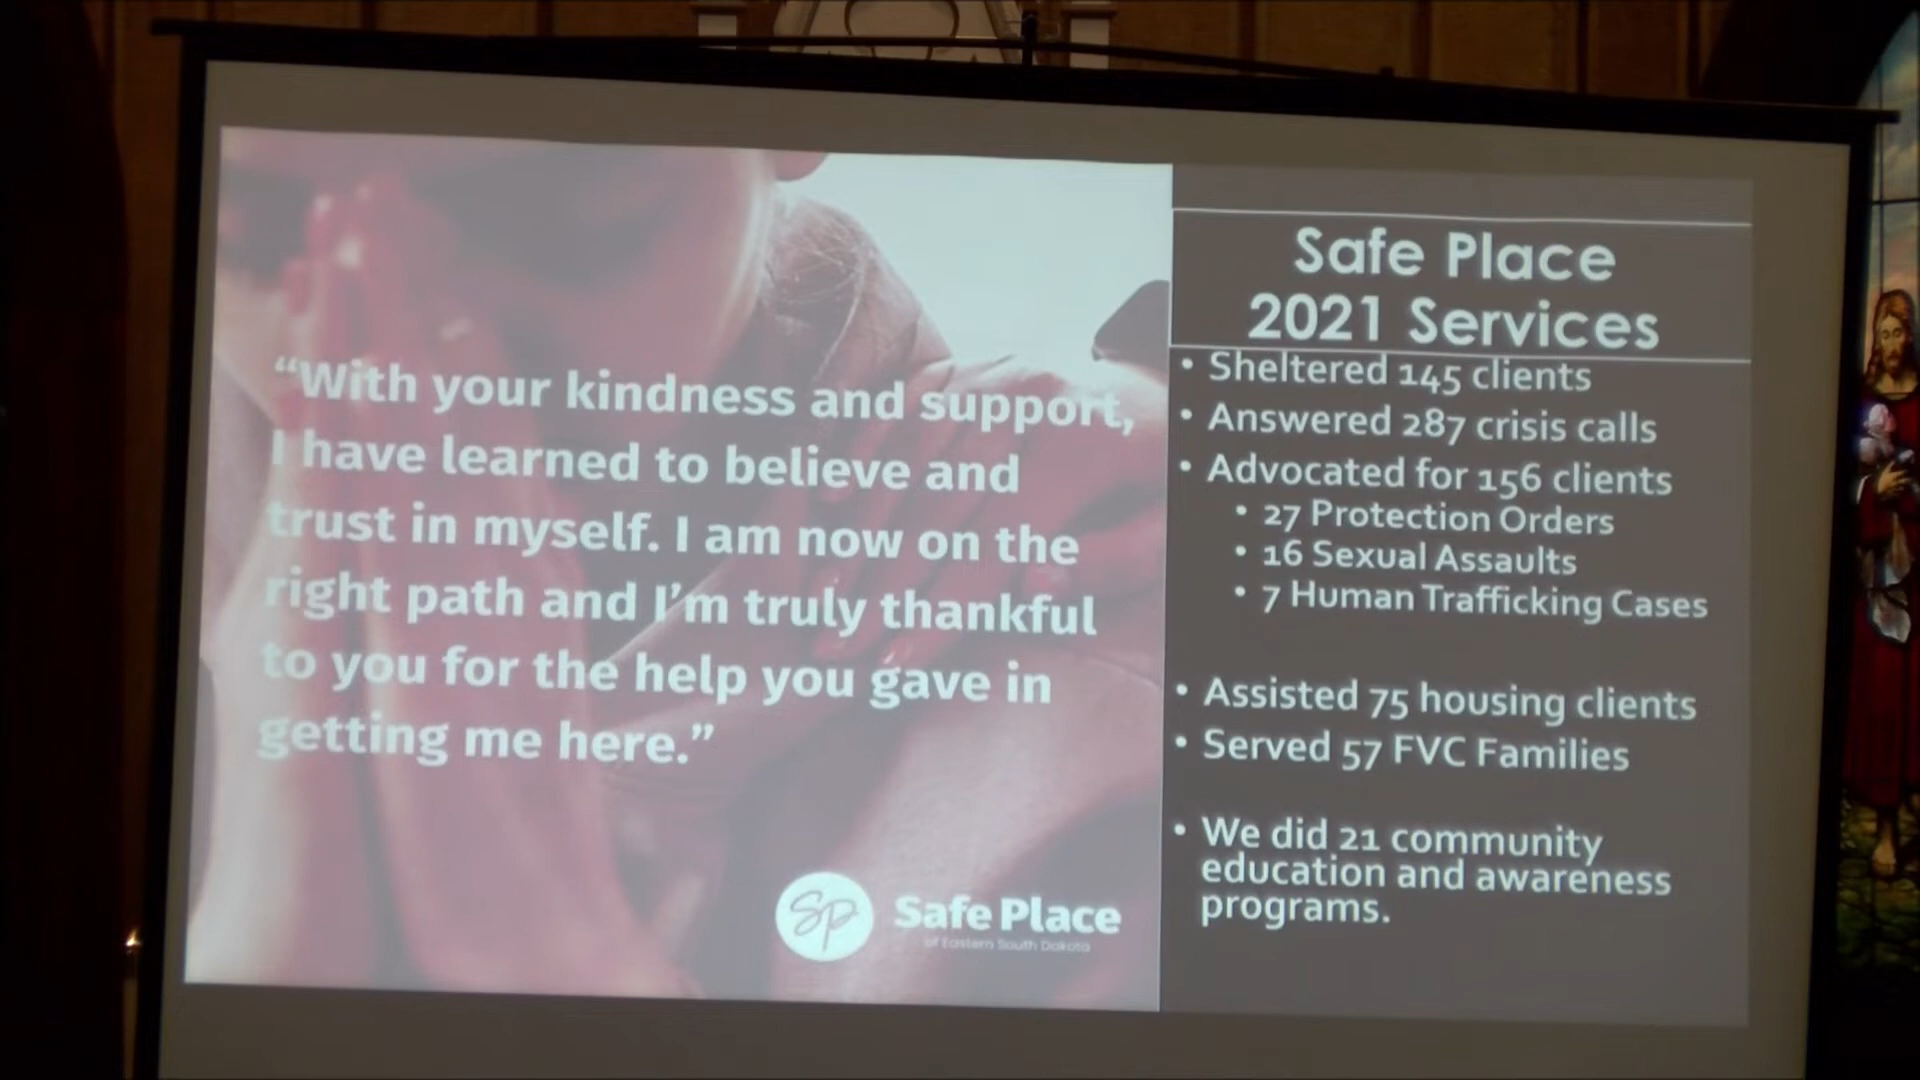 “With your kindness and support,
I have learned to believe and
trust in myself. I am now on the
right path and I’m truly thankful
to you for the help you gave in
getting me here.”
Sp
Safe Place
of Eastern South Dakota
Safe Place
2021 Services
• Sheltered 145 clients
• Answered 287 crisis calls
• Advocated for 156 clients
• 27 Protection Orders
• 16 Sexual Assaults
• 7 Human Trafficking Cases
• Assisted 75 housing clients
• Served 57 FVC Families
• We did 21 community
education and awareness
programs.